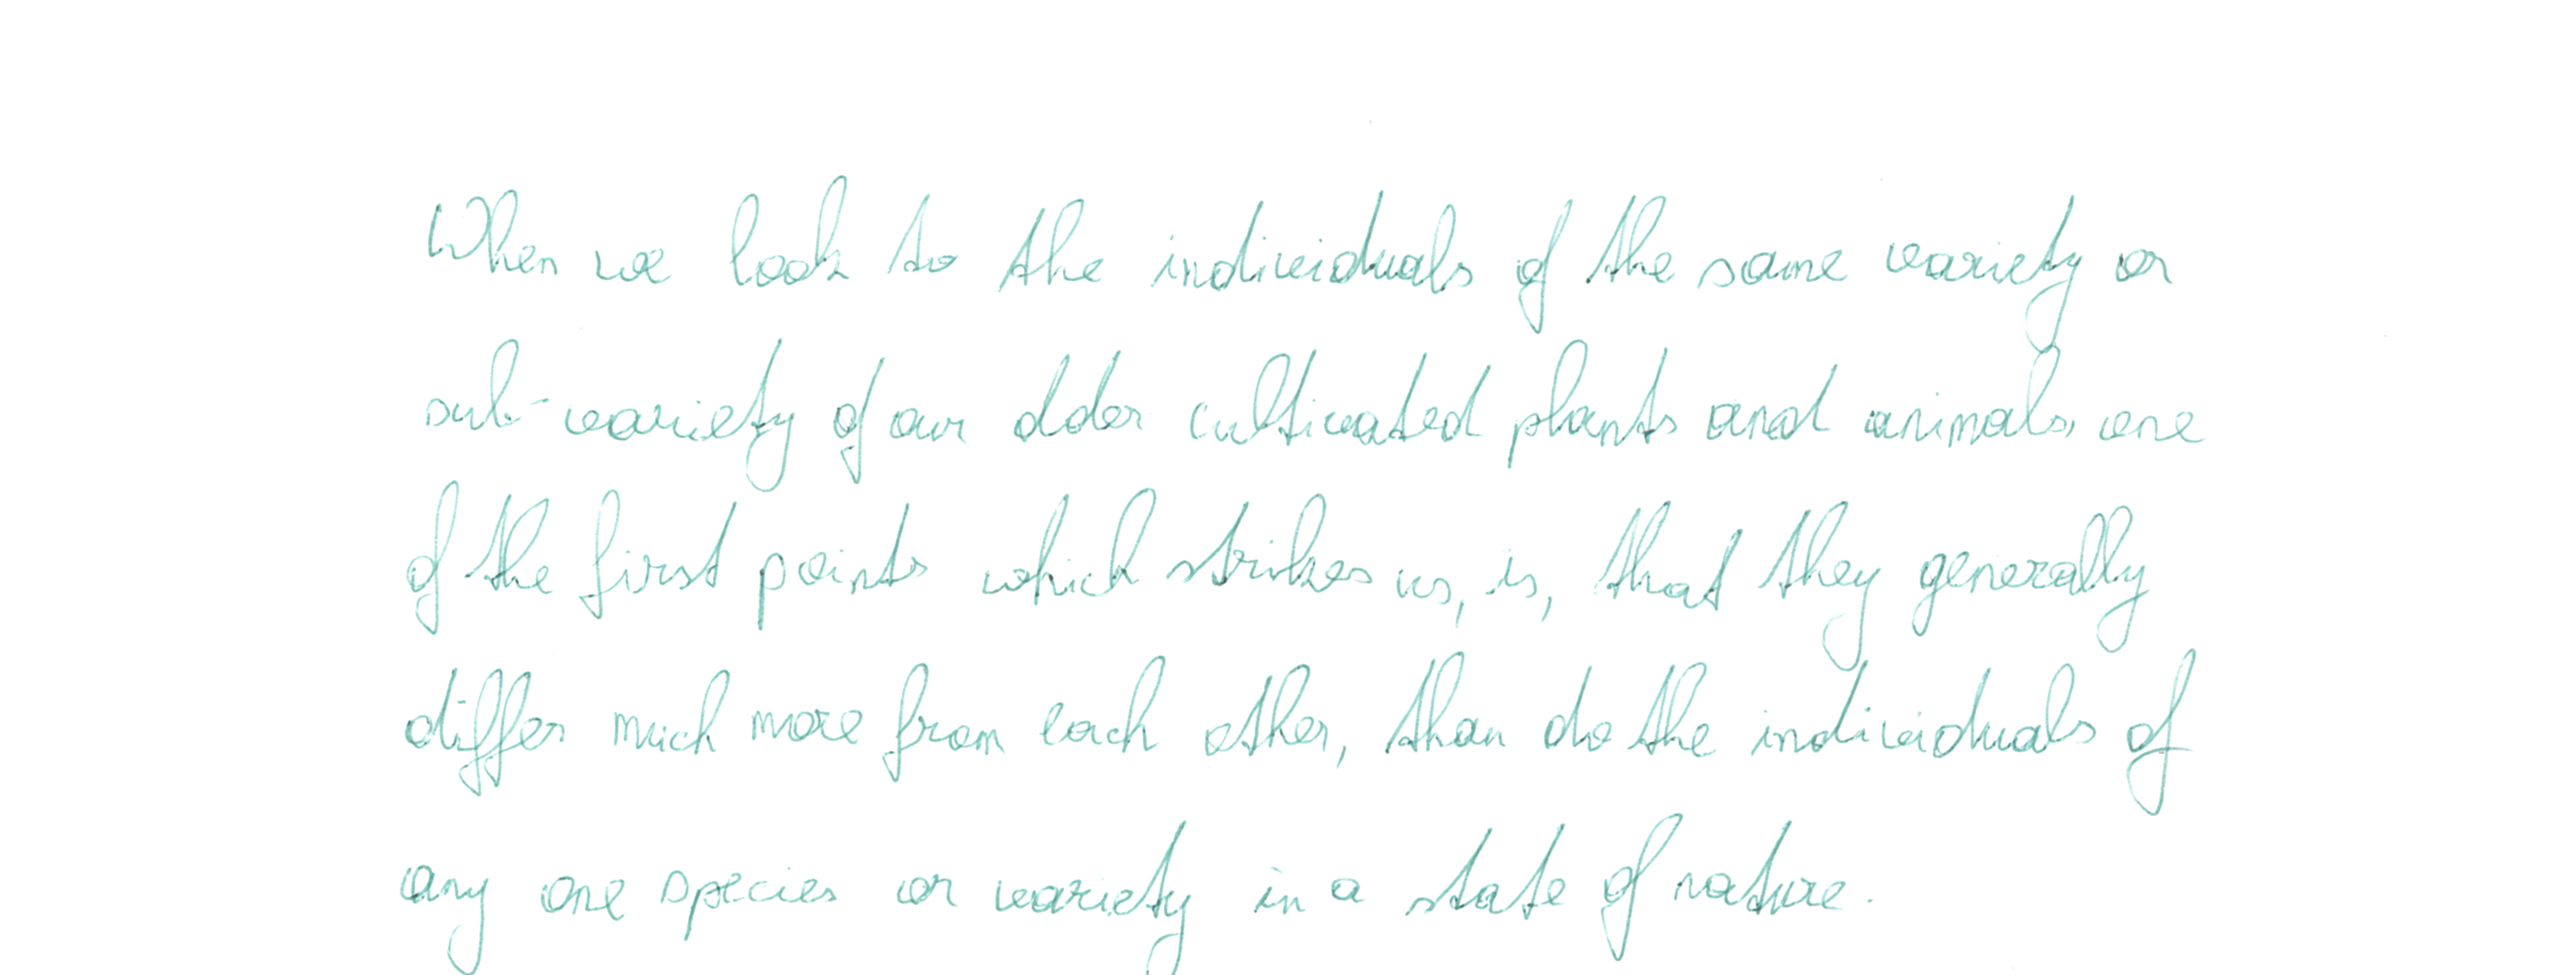 When we look to the individuals of the same variety or
sub-variety of our older cultivated plants and animals, one
of the first points which strikes us, is, that they generally
differ much more from each other, than do the individuals of
any one species or variety in a state of nature.